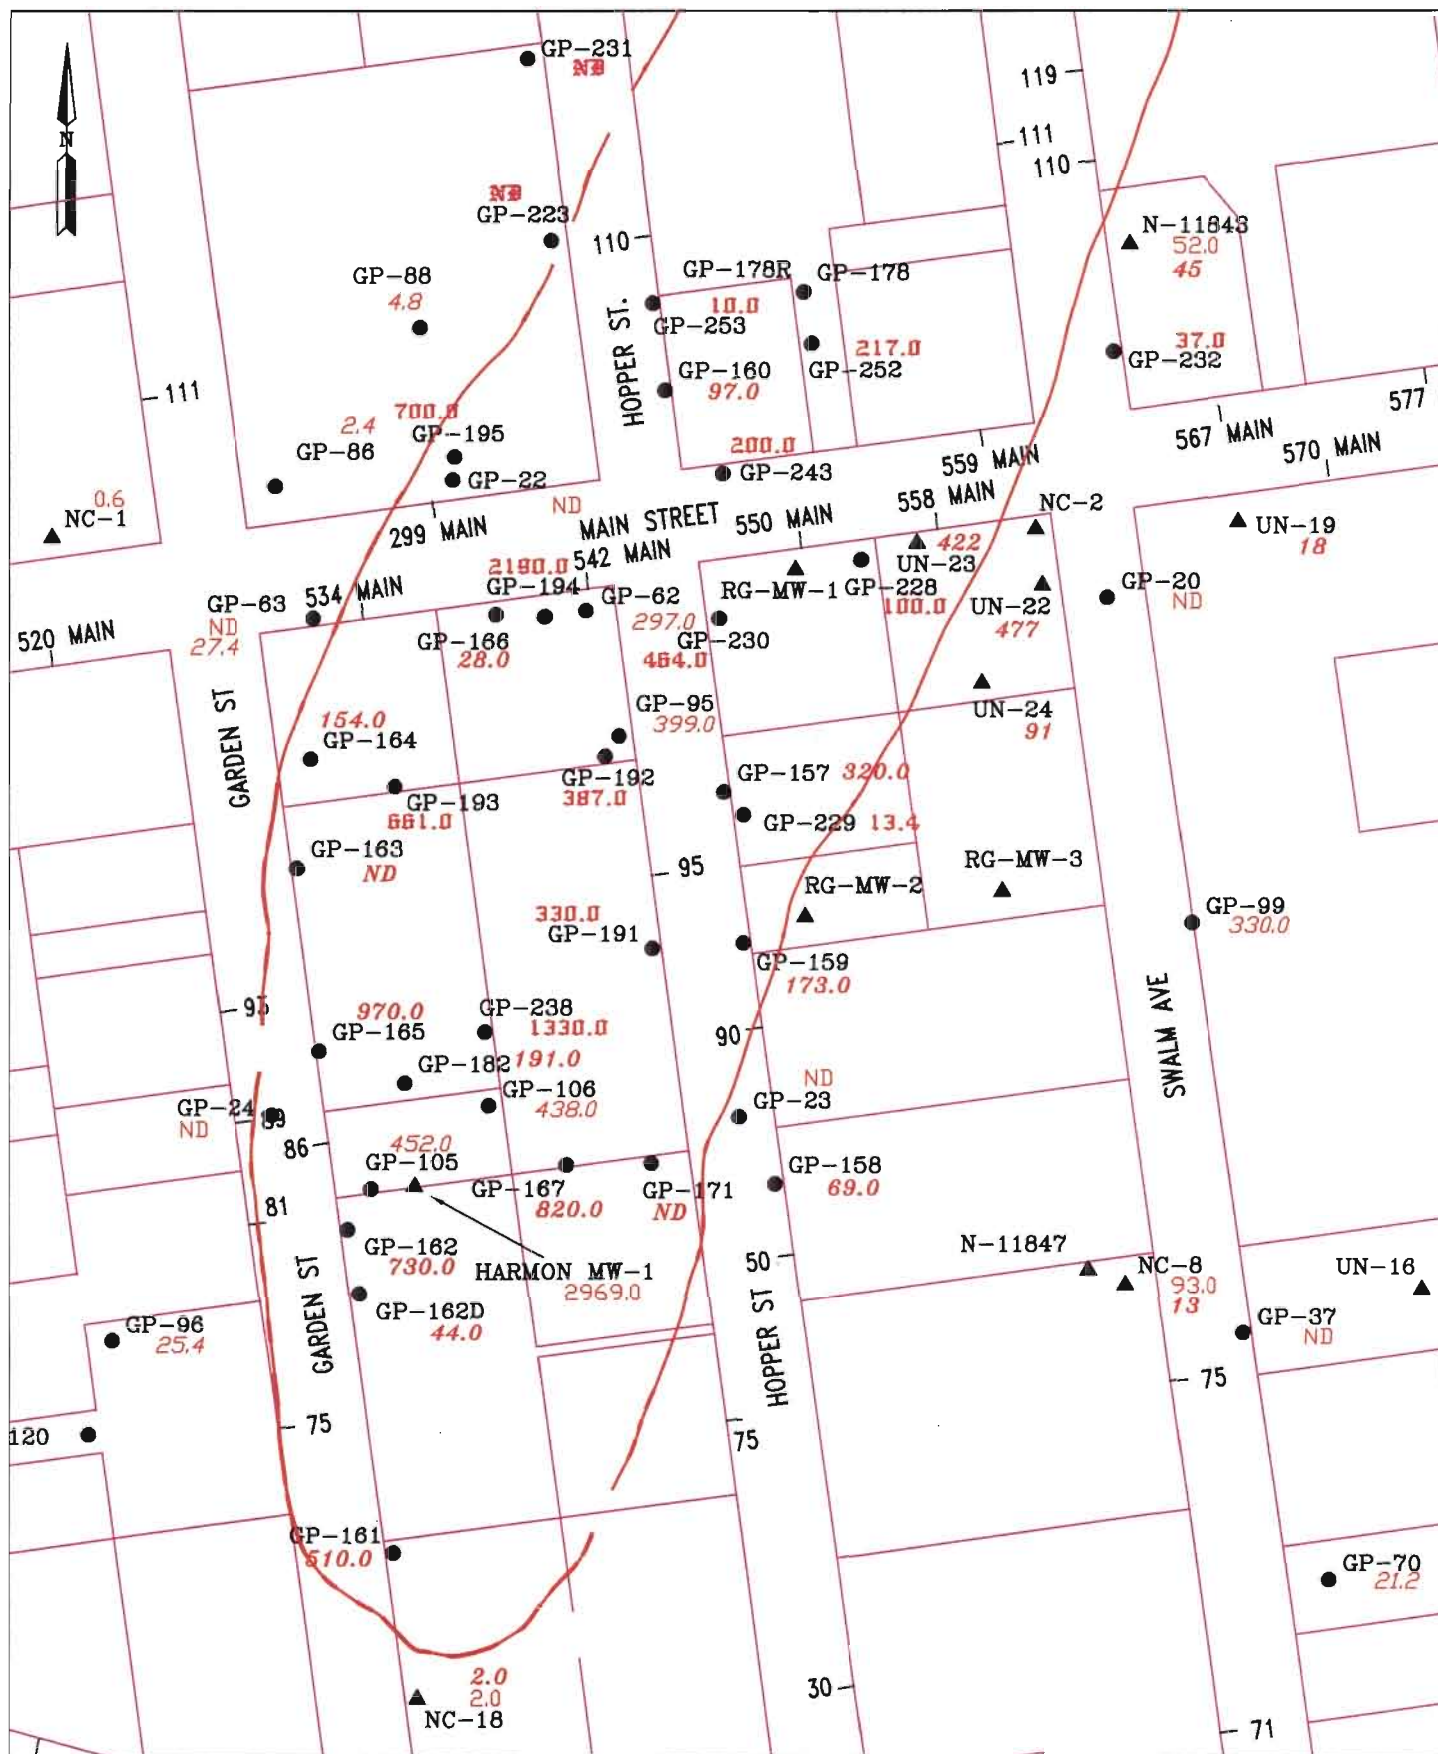 GP-231
ND
119
N
111
110
ND
GP-223
110
N-11843
52.0
45
GP-88
4.8
GP-178R
GP-178
10.0
GP-253
HOPPER ST.
217.0
GP-252
37.0
GP-232
GP-160
97.0
111
577
2.4
700.0
GP-195
GP-86
GP-22
200.0
GP-243
559 MAIN
567 MAIN
570 MAIN
0.6
NC-1
299 MAIN
ND
MAIN STREET
550 MAIN
558 MAIN
NC-2
UN-19
18
2180.0
542 MAIN
422
UN-23
534 MAIN
GP-194
GP-62
RG-MW-1
GP-228
100.0
UN-22
477
GP-20
ND
GP-63
ND
27.4
520 MAIN
297.0
GP-230
GP-166
28.0
464.0
GARDEN ST
GP-95
399.0
UN-24
91
154.0
GP-164
GP-192
387.0
GP-157
320.0
GP-193
661.0
GP-229
13.4
GP-163
ND
95
RG-MW-2
RG-MW-3
330.0
GP-191
GP-99
330.0
GP-159
173.0
95
970.0
GP-165
GP-238
1330.0
90
SWALM AVE
GP-182
191.0
GP-106
438.0
ND
GP-23
GP-24
ND
89
86
452.0
GP-105
GP-167
820.0
GP-171
ND
GP-158
69.0
81
GP-162
730.0
HARMON MW-1
2969.0
50
N-11847
NC-8
93.0
13
UN-16
GARDEN ST
GP-162D
44.0
GP-96
25.4
HOPPER ST
GP-37
ND
75
75
75
120
GP-161
510.0
GP-70
21.2
2.0
2.0
NC-18
30
71